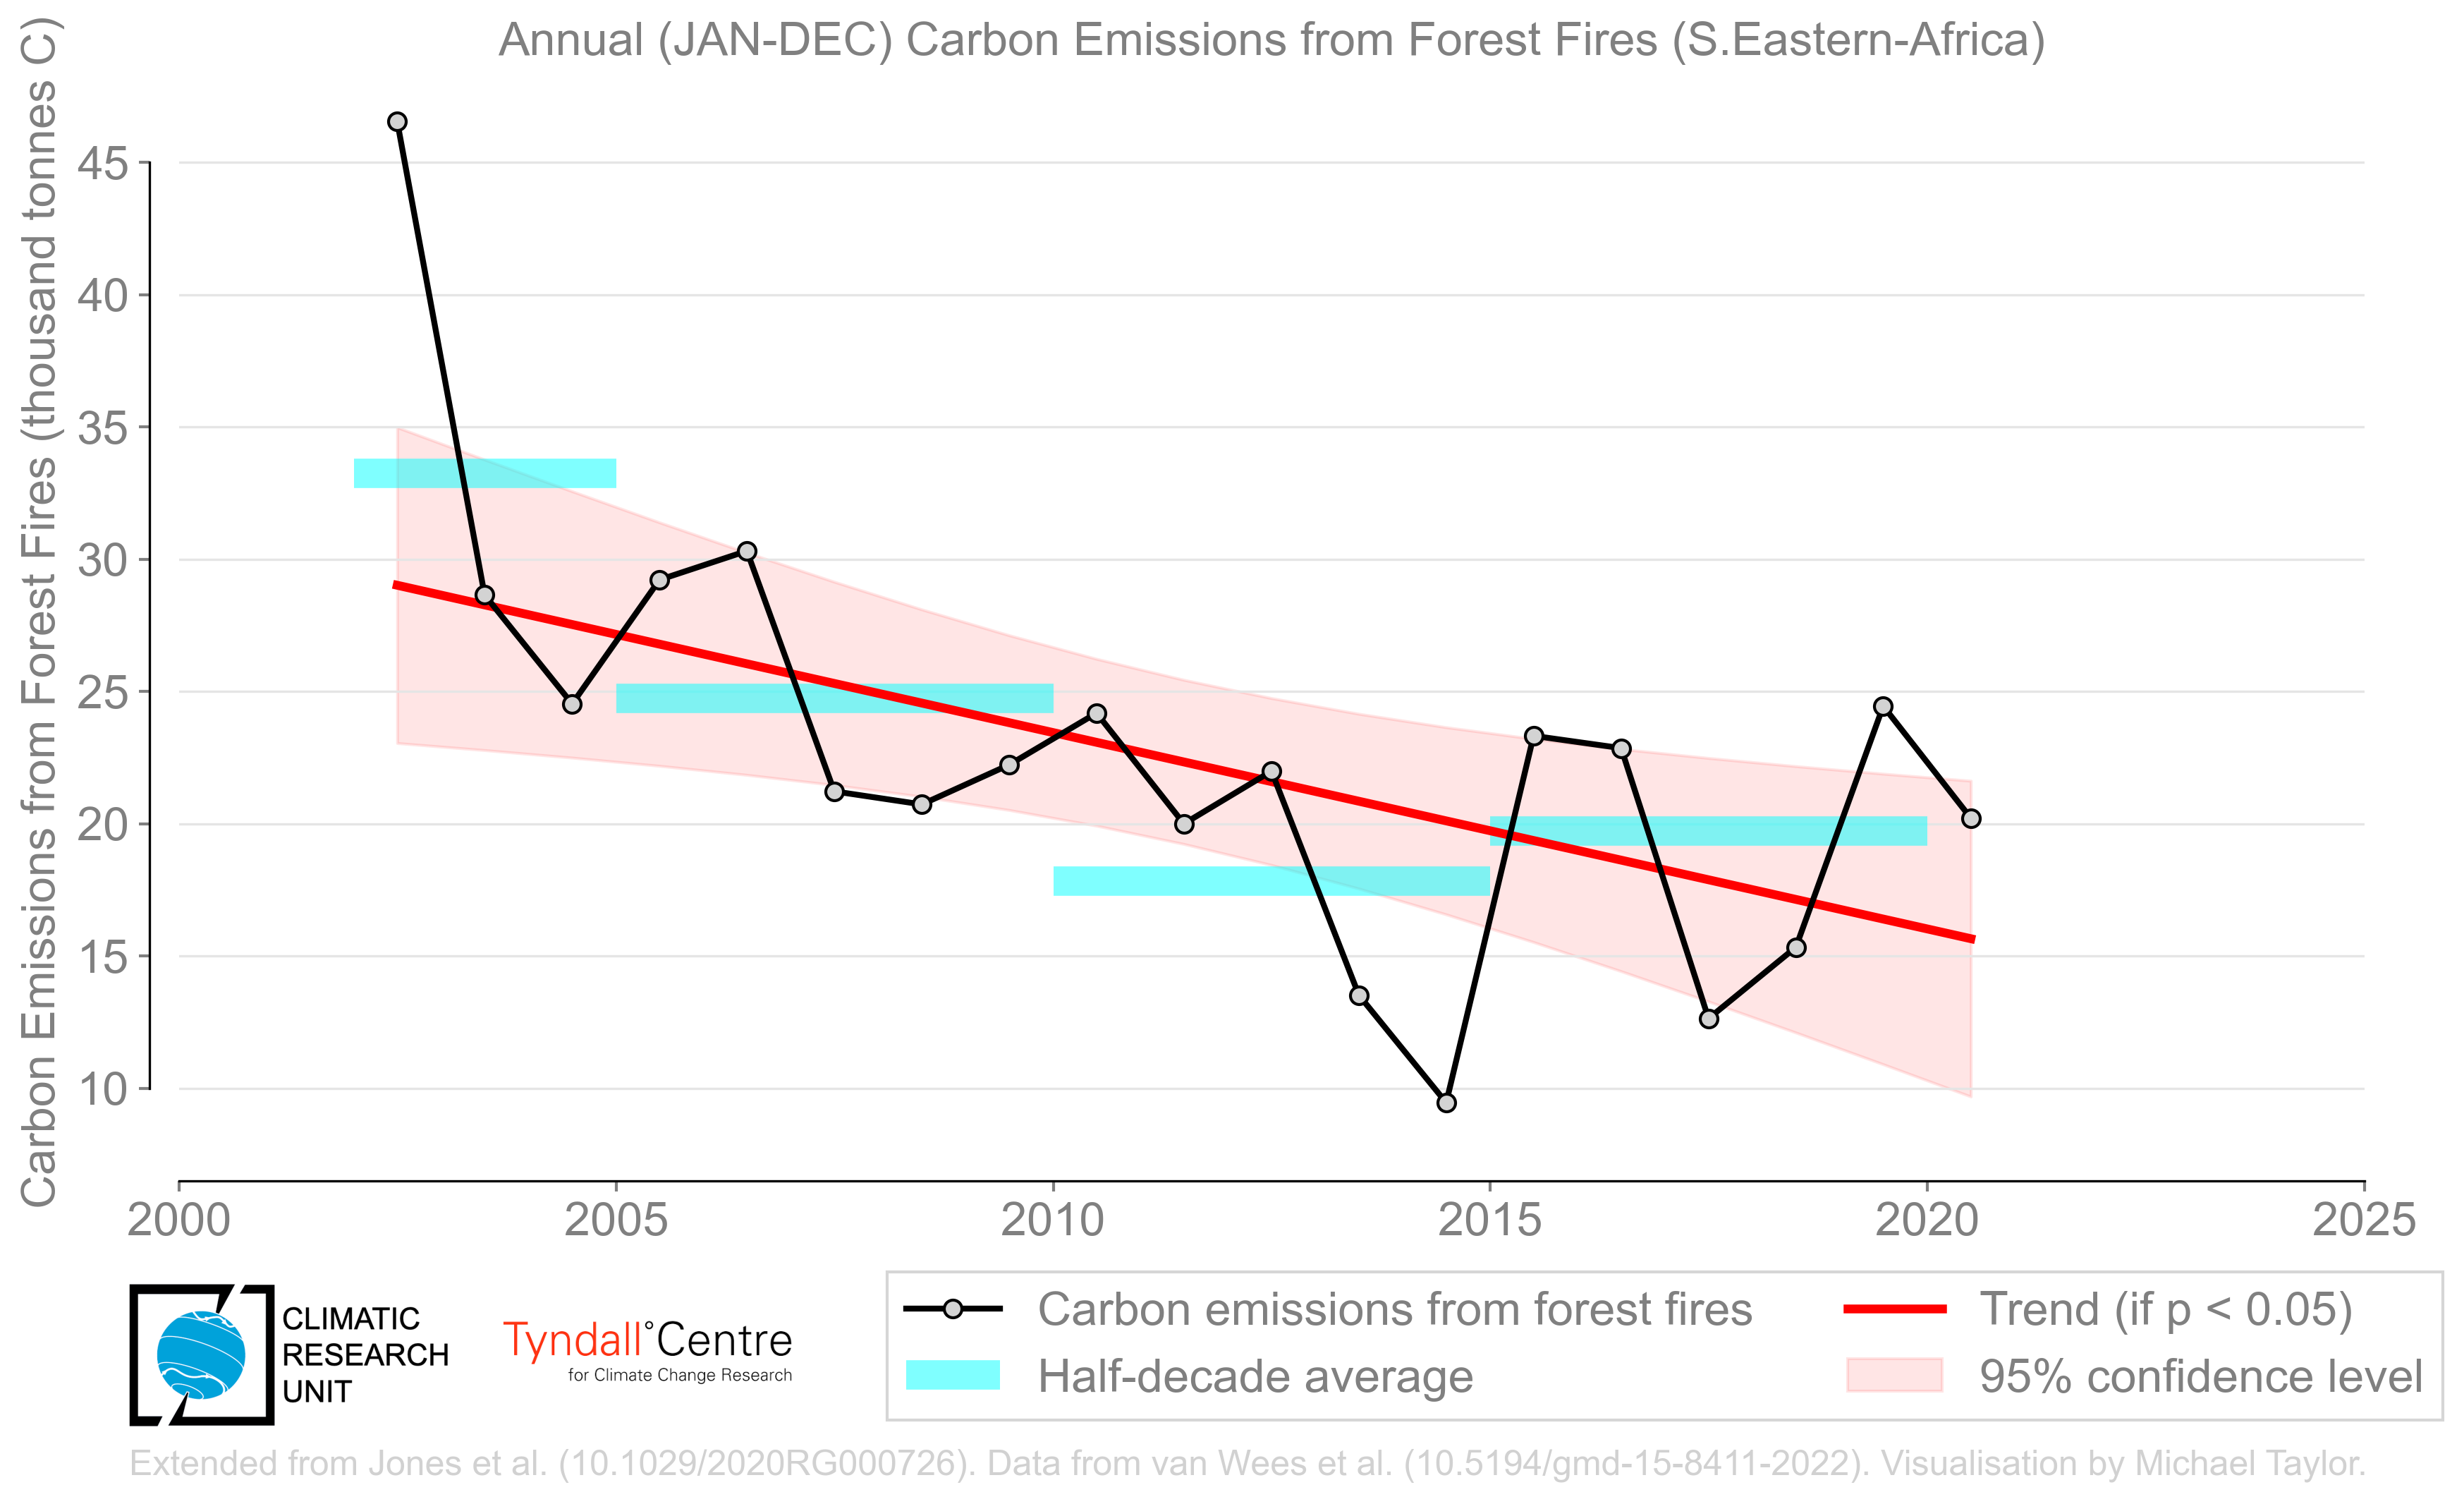 Annual (JAN-DEC) Carbon Emissions from Forest Fires (S.Eastern-Africa)
Carbon Emissions from Forest Fires (thousand tonnes C)
45
40
35
30
25
20
15
10
2000
2005
2010
2015
2020
2025
CLIMATIC
RESEARCH
UNIT
Tyndall°Centre
for Climate Change Research
Carbon emissions from forest fires
Half-decade average
Trend (if p < 0.05)
95% confidence level
Extended from Jones et al. (10.1029/2020RG000726). Data from van Wees et al. (10.5194/gmd-15-8411-2022). Visualisation by Michael Taylor.